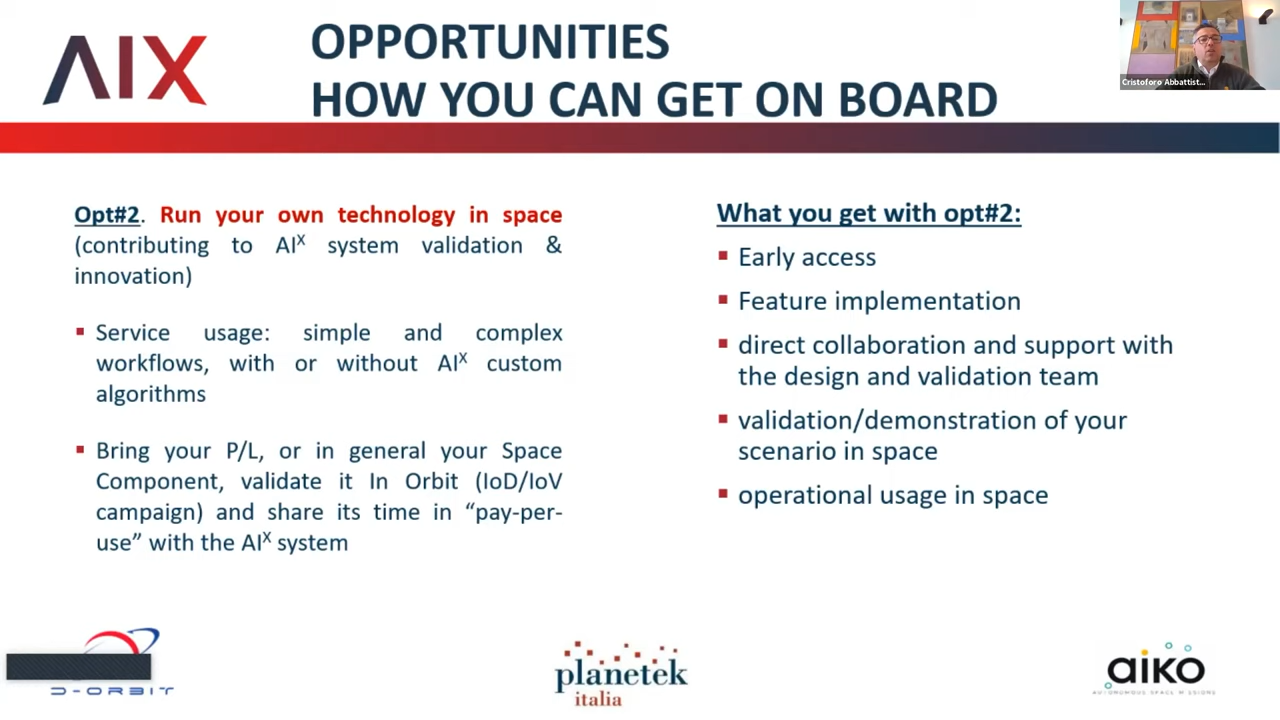 AIX
OPPORTUNITIES
HOW YOU CAN GET ON BOARD
Cristoforo Abbattist...
Opt#2. Run your own technology in space
(contributing to AIX system validation &
innovation)
▪ Service usage: simple and complex
workflows, with or without AIX custom
algorithms
▪ Bring your P/L, or in general your Space
Component, validate it In Orbit (IoD/IoV
campaign) and share its time in “pay-per-
use” with the AIX system
What you get with opt#2:
▪ Early access
▪ Feature implementation
▪ direct collaboration and support with
the design and validation team
▪ validation/demonstration of your
scenario in space
▪ operational usage in space
D-ORBIT
planetek
italia
aiko
AUTONOMOUS SPACE MISSIONS